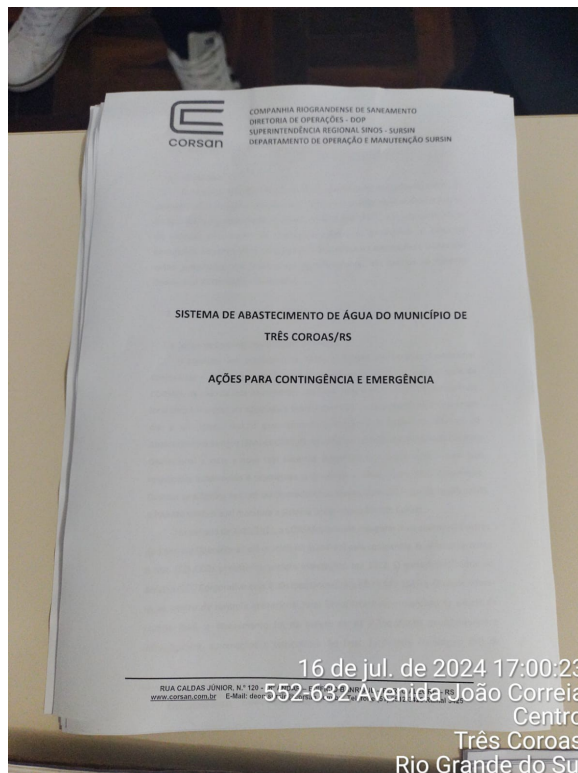 corsan
COMPANHIA RIOGRANDENSE DE SANEAMENTO
DIRETORIA DE OPERAÇÕES - DOP
SUPERINTENDÊNCIA REGIONAL SINOS - SURSIN
DEPARTAMENTO DE OPERAÇÃO E MANUTENÇÃO SURSIN
SISTEMA DE ABASTECIMENTO DE ÁGUA DO MUNICÍPIO DE
TRÊS COROAS/RS
AÇÕES PARA CONTINGÊNCIA E EMERGÊNCIA
RUA CALDAS JÚNIOR, N.º 120 -
www.corsan.com.br E-Mail:
16 de jul. de 2024 17:00:23
552-632 Avenida João Correia
Centro
Três Coroas
Rio Grande do Su